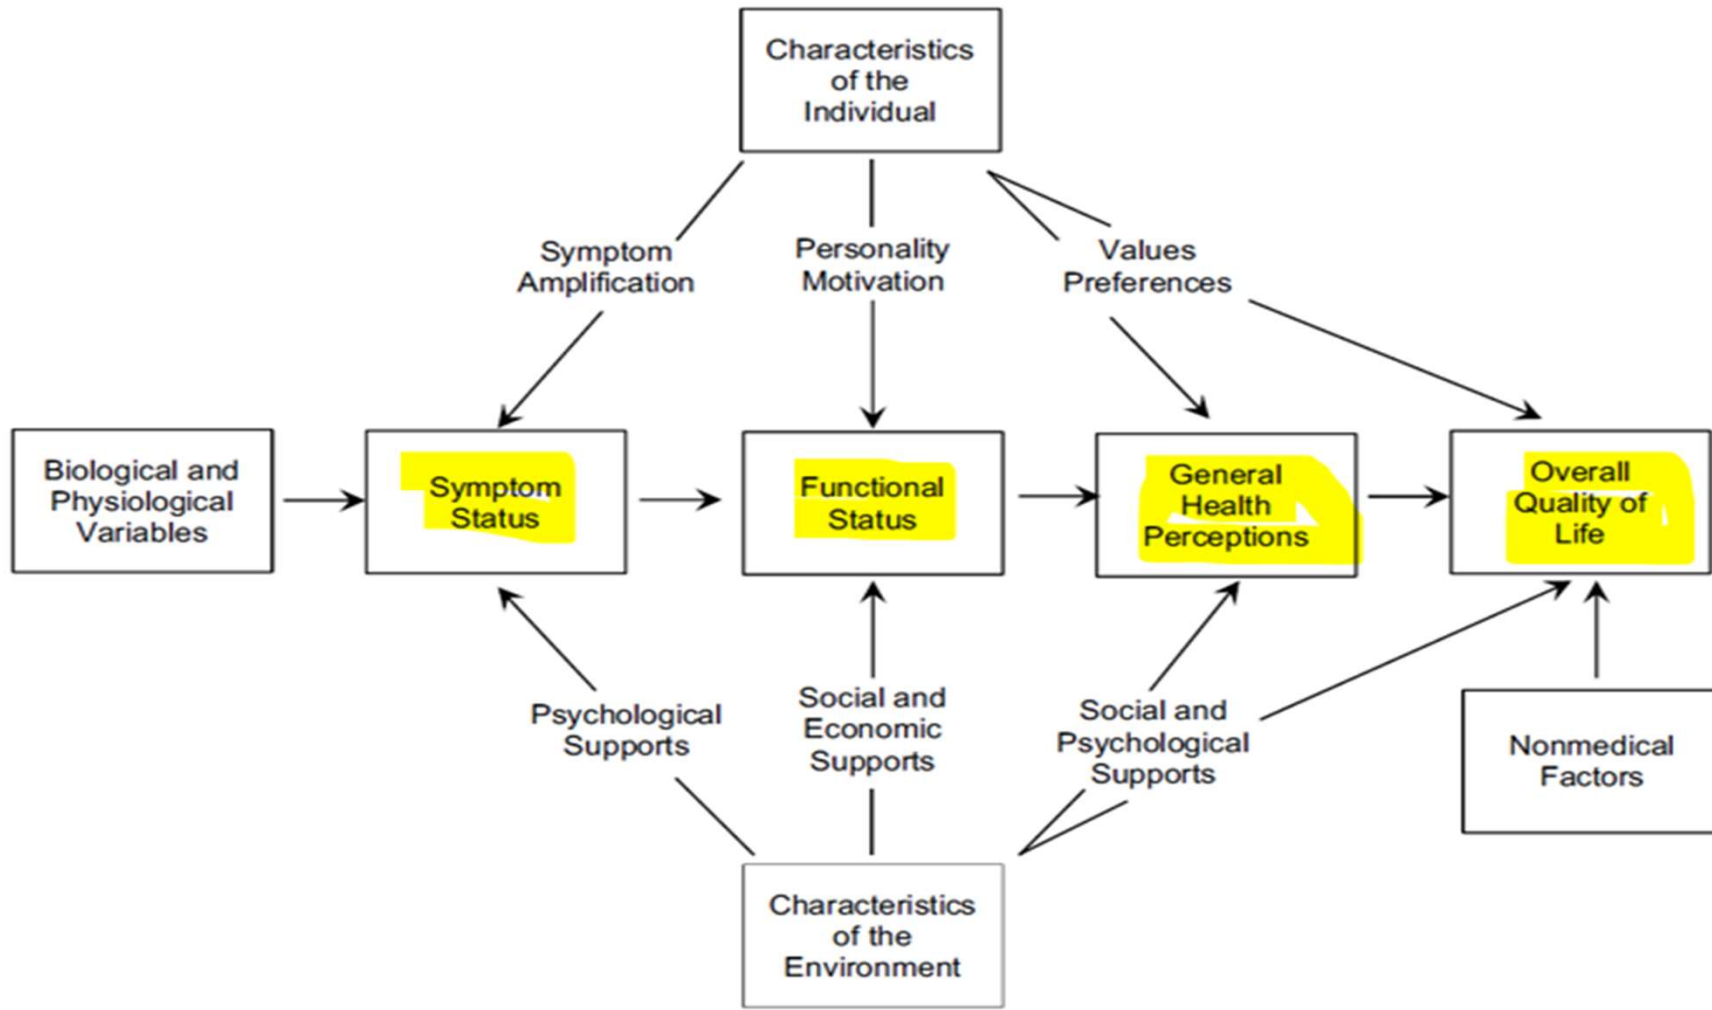 Characteristics
of the
Individual
Symptom
Amplification
Personality
Motivation
Values
Preferences
Biological and
Physiological
Variables
Symptom
Status
Functional
Status
General
Health
Perceptions
Overall
Quality of
Life
Psychological
Supports
Social and
Economic
Supports
Social and
Psychological
Supports
Nonmedical
Factors
Characteristics
of the
Environment